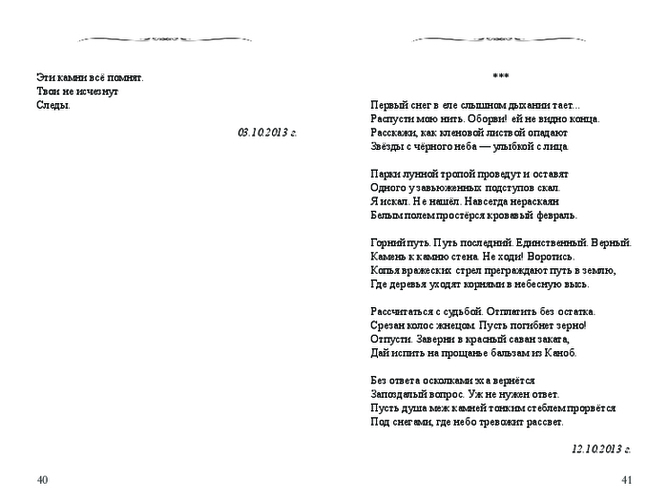 Эти камни всё помнят.
Твои не исчезнут
Следы.
03.10.2013 г.
40
***
Первый снег в еле слышном дыхании тает...
Распусти мою нить. Оборви! ей не видно конца.
Расскажи, как кленовой листвой опадают
Звёзды с чёрного неба — улыбкой с лица.
Парки лунной тропой проведут и оставят
Одного у завьюженных подступов скал.
Я искал. Не нашёл. Навсегда нераскаян
Белым полем простёрся кровавый февраль.
Горний путь. Путь последний. Единственный. Верный.
Камень к камню стена. Не ходи! Воротись.
Копья вражеских стрел преграждают путь в землю,
Где деревья уходят корнями в небесную высь.
Рассчитаться с судьбой. Отплатить без остатка.
Срезан колос жнецом. Пусть погибнет зерно!
Отпусти. Заверни в красный саван заката,
Дай испить на прощанье бальзам из Каноб.
Без ответа осколками эха вернётся
Запоздалый вопрос. Уж не нужен ответ.
Пусть душа меж камней тонким стеблем прорвётся
Под снегами, где небо тревожит рассвет.
12.10.2013 г.
41